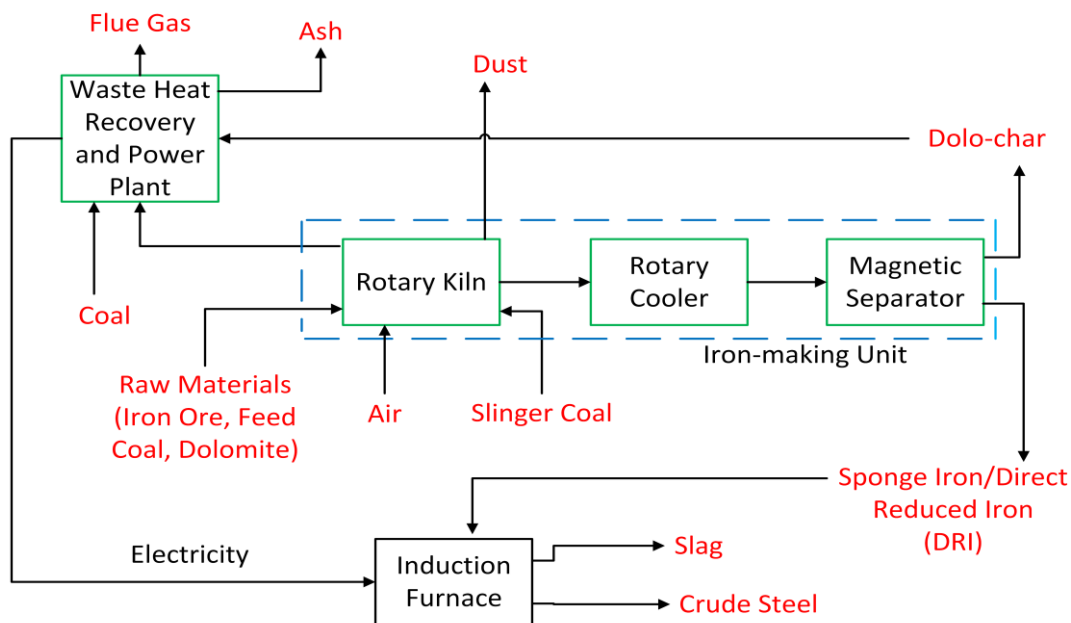 Flue Gas
Ash
Dust
Waste Heat
Recovery
and Power
Plant
Dolo-char
Rotary Kiln
Rotary
Cooler
Magnetic
Separator
Coal
Iron-making Unit
Raw Materials
(Iron Ore, Feed
Coal, Dolomite)
Air
Slinger Coal
Sponge Iron/Direct
Reduced Iron
(DRI)
Electricity
Induction
Furnace
Slag
Crude Steel